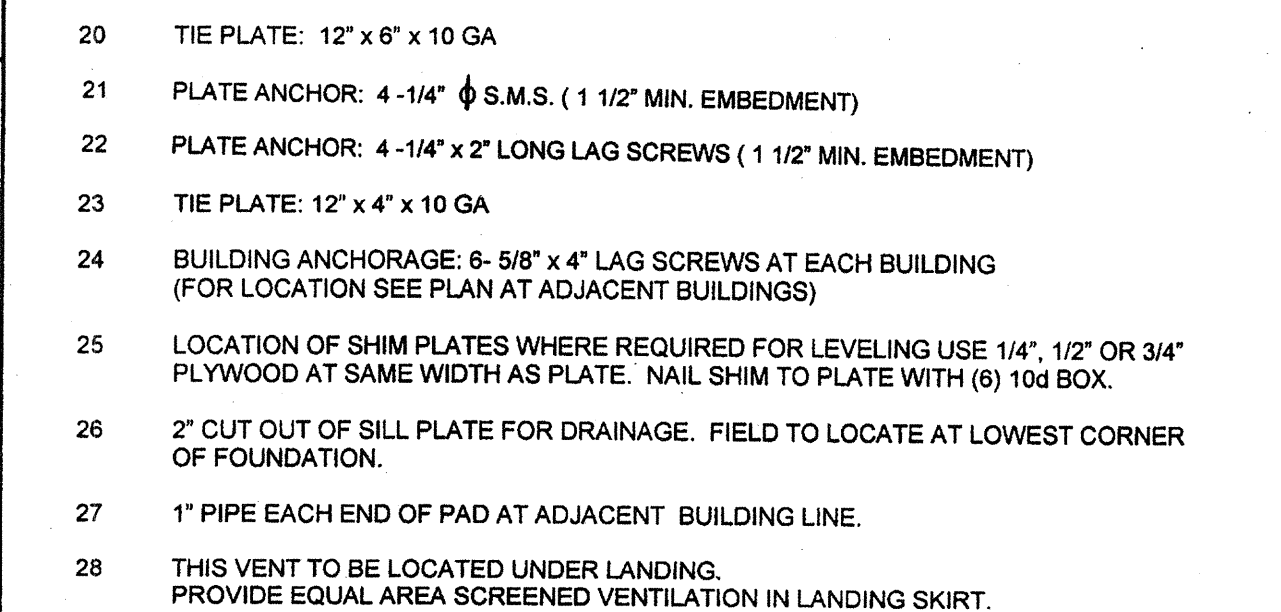 20 TIE PLATE: 12" x 6" x 10 GA
21 PLATE ANCHOR: 4 -1/4" ϕ S.M.S. ( 1 1/2" MIN. EMBEDMENT)
22 PLATE ANCHOR: 4 -1/4" x 2" LONG LAG SCREWS ( 1 1/2" MIN. EMBEDMENT)
23 TIE PLATE: 12" x 4" x 10 GA
24 BUILDING ANCHORAGE: 6- 5/8" x 4" LAG SCREWS AT EACH BUILDING
(FOR LOCATION SEE PLAN AT ADJACENT BUILDINGS)
25 LOCATION OF SHIM PLATES WHERE REQUIRED FOR LEVELING USE 1/4", 1/2" OR 3/4"
PLYWOOD AT SAME WIDTH AS PLATE. NAIL SHIM TO PLATE WITH (6) 10d BOX.
26 2" CUT OUT OF SILL PLATE FOR DRAINAGE. FIELD TO LOCATE AT LOWEST CORNER
OF FOUNDATION.
27 1" PIPE EACH END OF PAD AT ADJACENT BUILDING LINE.
28 THIS VENT TO BE LOCATED UNDER LANDING.
PROVIDE EQUAL AREA SCREENED VENTILATION IN LANDING SKIRT.